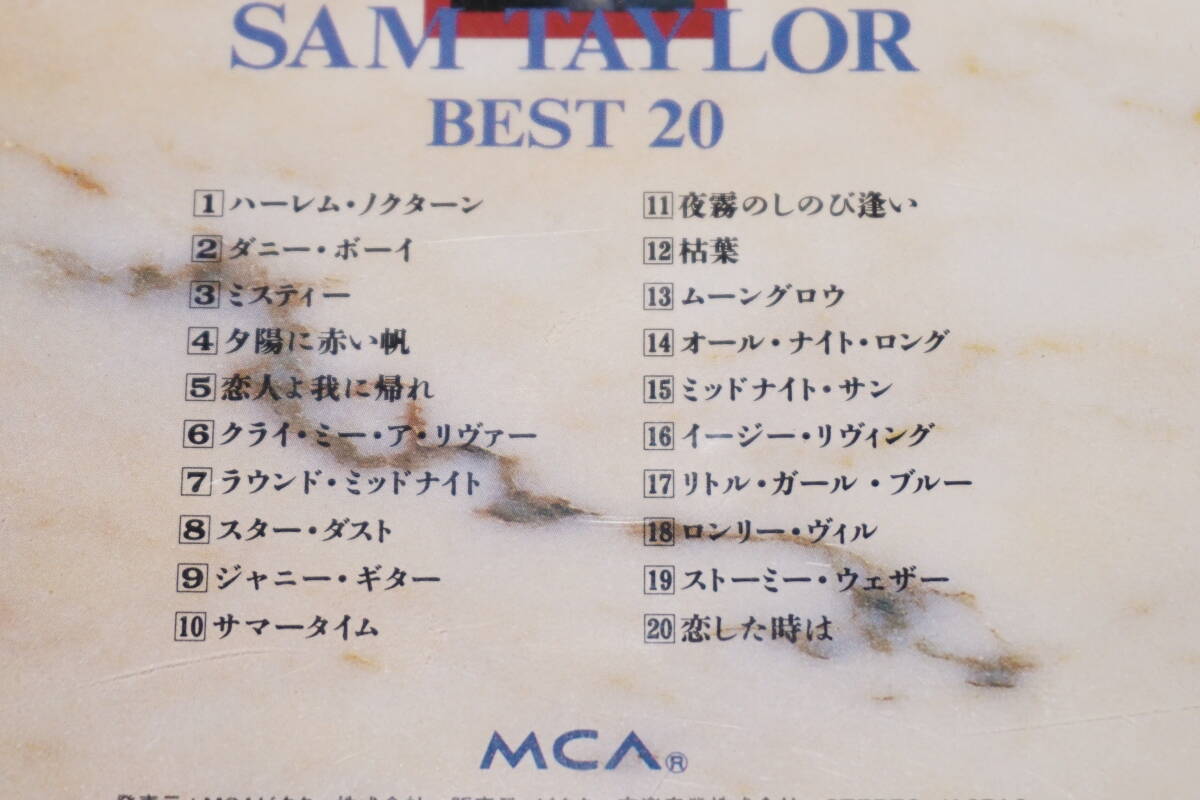 SAM TAYLOR
BEST 20
1 ハーレム・ノクターン
2 ダニー・ボーイ
3 ミスティー
4 夕陽に赤い帆
5 恋人よ我に帰れ
6 クライ・ミー・ア・リヴァー
7 ラウンド・ミッドナイト
8 スター・ダスト
9 ジャニー・ギター
10 サマータイム
11 夜霧のしのび逢い
12 枯葉
13 ムーングロウ
14 オール・ナイト・ロング
15 ミッドナイト・サン
16 イージー・リヴィング
17 リトル・ガール・ブルー
18 ロンリー・ヴィル
19 ストーミー・ウェザー
20 恋した時は
MCA®